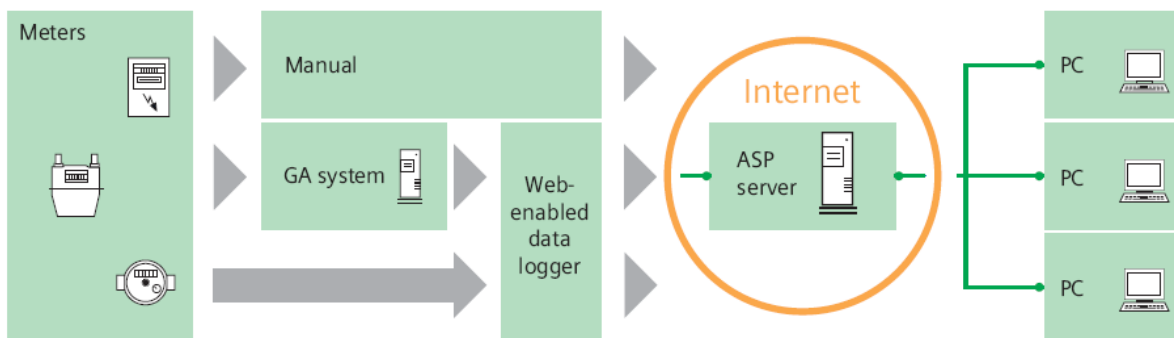 Meters
Manual
GA system
Web-
enabled
data
logger
Internet
ASP
server
PC
PC
PC